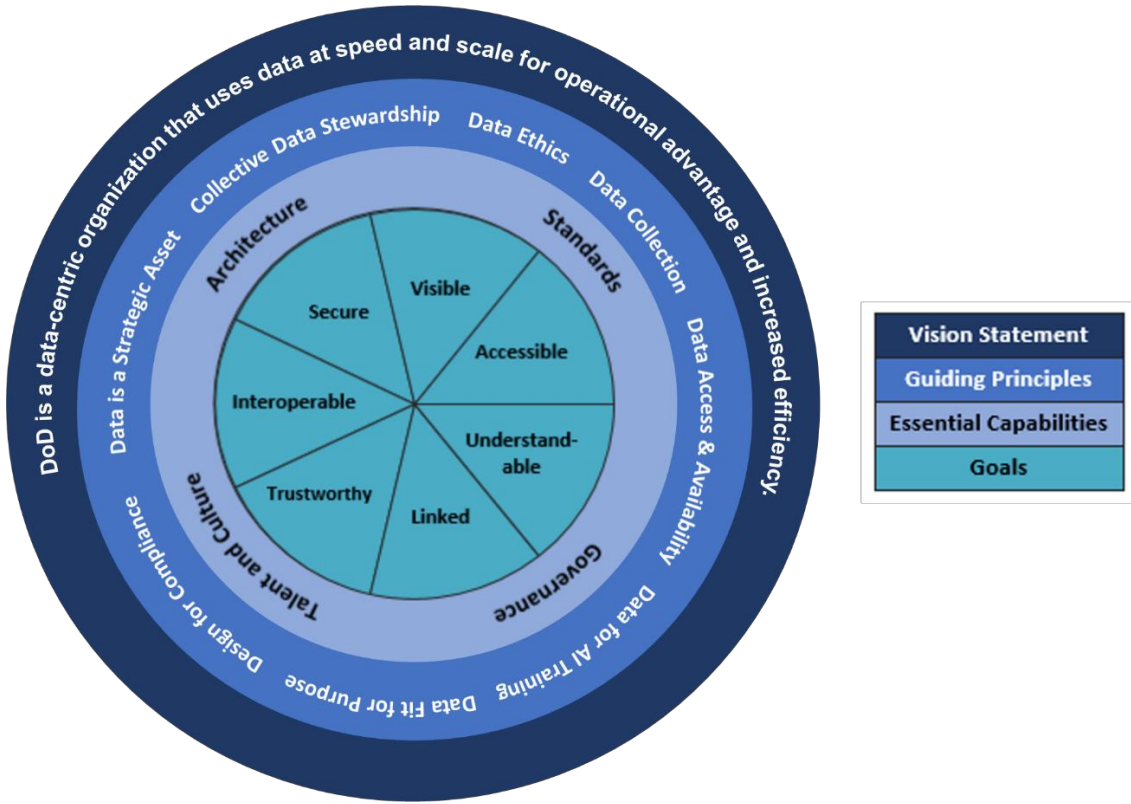 DoD is a data-centric organization that uses data at speed and scale for operational advantage and increased efficiency.
Data is a Strategic Asset
Collective Data Stewardship
Data Ethics
Data Collection
Data Access & Availability
Data for AI Training
Data Fit for Purpose
Design for Compliance
Architecture
Standards
Governance
Talent and Culture
Visible
Accessible
Understand-
able
Linked
Trustworthy
Interoperable
Secure
Vision Statement
Guiding Principles
Essential Capabilities
Goals